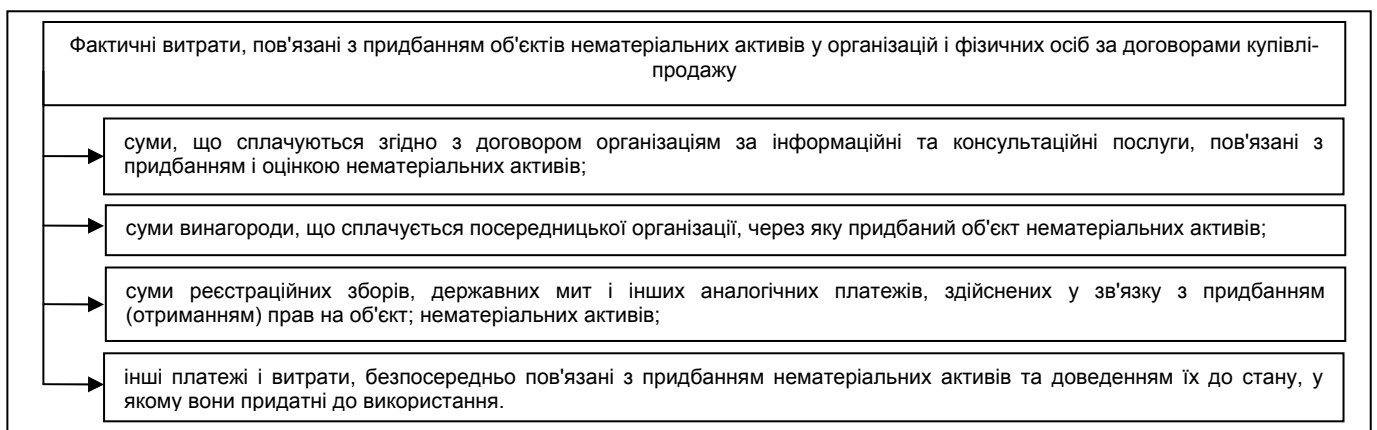 Фактичні витрати, пов'язані з придбанням об'єктів нематеріальних активів у організацій і фізичних осіб за договорами купівлі-
продажу
суми, що сплачуються згідно з договором організаціям за інформаційні та консультаційні послуги, пов'язані з
придбанням і оцінкою нематеріальних активів;
суми винагороди, що сплачується посередницької організації, через яку придбаний об'єкт нематеріальних активів;
суми реєстраційних зборів, державних мит і інших аналогічних платежів, здійснених у зв'язку з придбанням
(отриманням) прав на об'єкт; нематеріальних активів;
інші платежі і витрати, безпосередньо пов'язані з придбанням нематеріальних активів та доведенням їх до стану, у
якому вони придатні до використання.